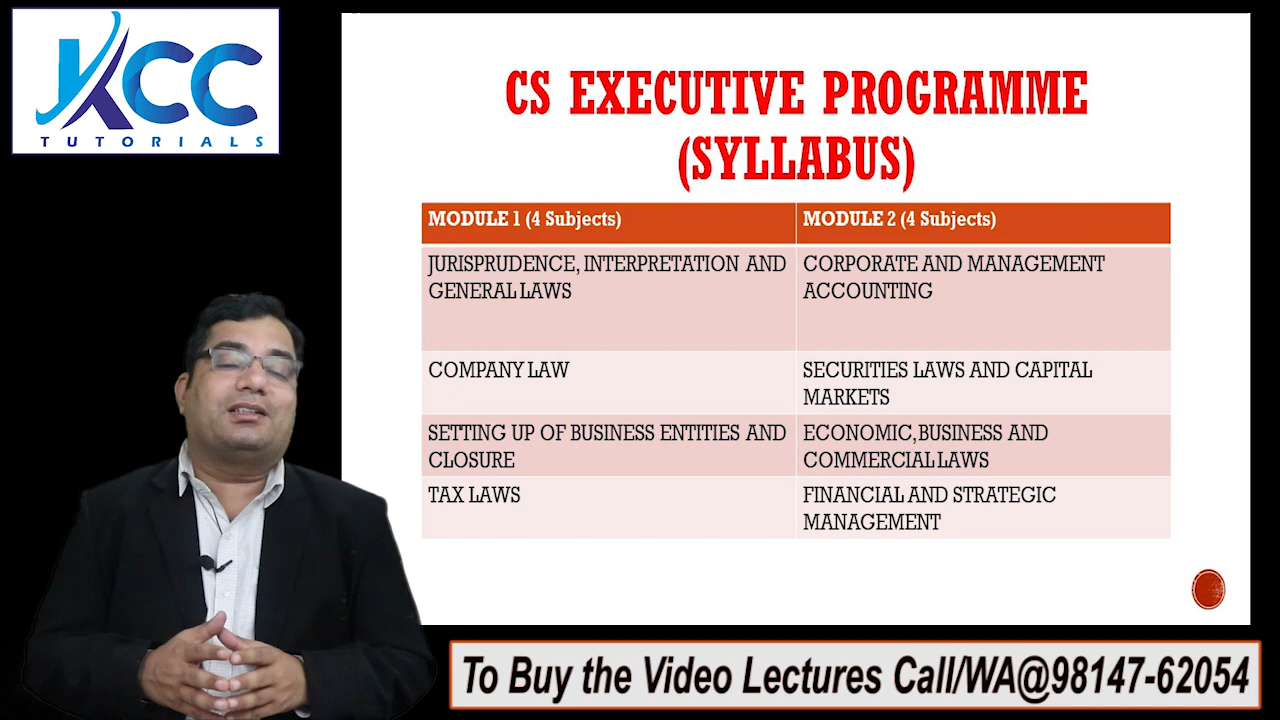 KCC
TUTORIALS
CS EXECUTIVE PROGRAMME
(SYLLABUS)
MODULE 1 (4 Subjects)
MODULE 2 (4 Subjects)
JURISPRUDENCE, INTERPRETATION AND
GENERAL LAWS
CORPORATE AND MANAGEMENT
ACCOUNTING
COMPANY LAW
SECURITIES LAWS AND CAPITAL
MARKETS
SETTING UP OF BUSINESS ENTITIES AND
CLOSURE
ECONOMIC, BUSINESS AND
COMMERCIAL LAWS
TAX LAWS
FINANCIAL AND STRATEGIC
MANAGEMENT
To Buy the Video Lectures Call/WA@98147-62054